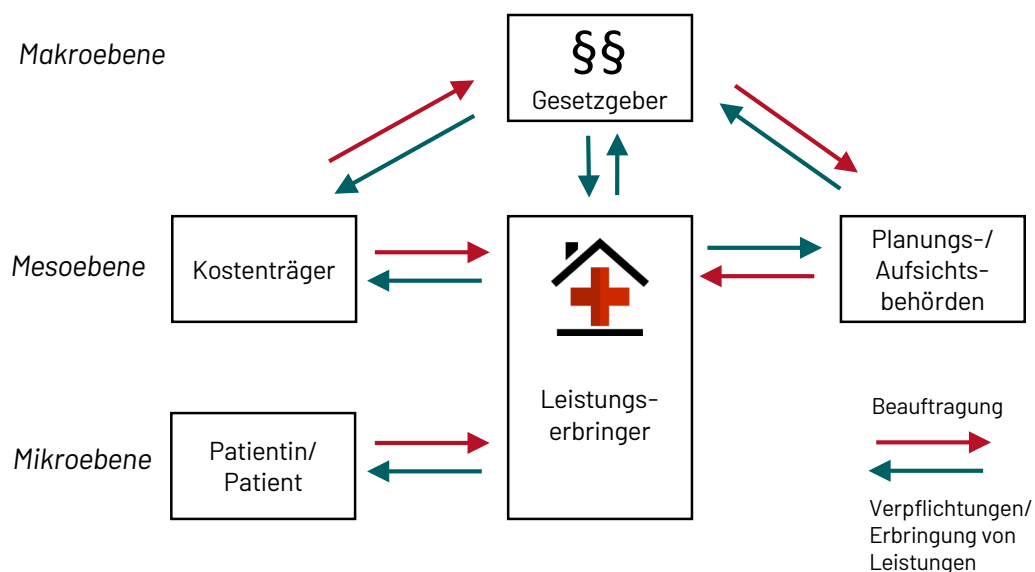 Makroebene
§§
Gesetzgeber
Mesoebene
Kostenträger
Planungs-/
Aufsichts-
behörden
Leistungs-
erbringer
Mikroebene
Patientin/
Patient
Beauftragung
Verpflichtungen/
Erbringung von
Leistungen